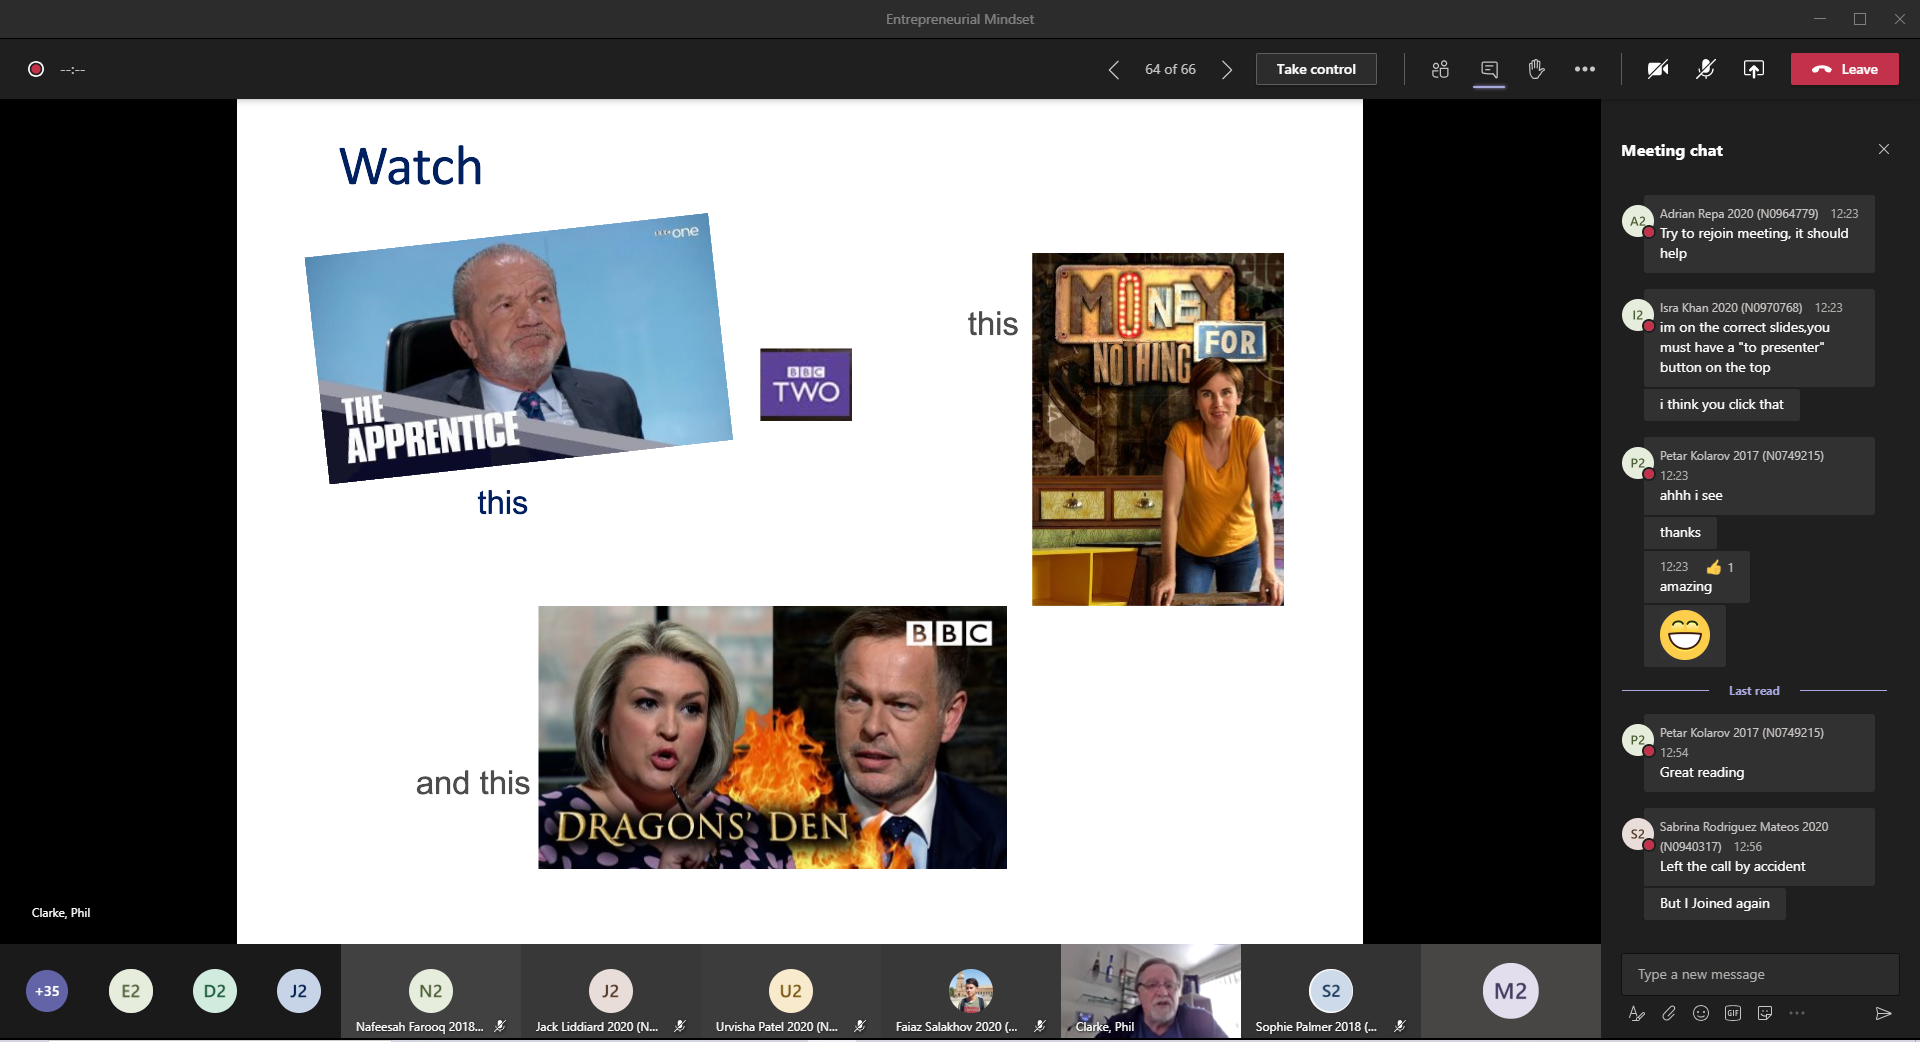 Entrepreneurial Mindset
--:--
64 of 66
Take control
Leave
Watch
BBC one
THE
APPRENTICE
this
BBC
TWO
this
MONEY
FOR
NOTHING
and this
BBC
DRAGONS' DEN
Clarke, Phil
Meeting chat
A2
Adrian Repa 2020 (N0964779) 12:23
Try to rejoin meeting, it should
help
I2
Isra Khan 2020 (N0970768) 12:23
im on the correct slides,you
must have a "to presenter"
button on the top
i think you click that
P2
Petar Kolarov 2017 (N0749215)
12:23
ahhh i see
thanks
12:23 👍 1
amazing
Last read
P2
Petar Kolarov 2017 (N0749215)
12:54
Great reading
S2
Sabrina Rodriguez Mateos 2020
(N0940317) 12:56
Left the call by accident
But I Joined again
Type a new message
GIF
+35
E2
D2
J2
N2
Nafeesah Farooq 2018...
J2
Jack Liddiard 2020 (N...
U2
Urvisha Patel 2020 (N...
Faiaz Salakhov 2020 (...
Clarke, Phil
S2
Sophie Palmer 2018 (...
M2